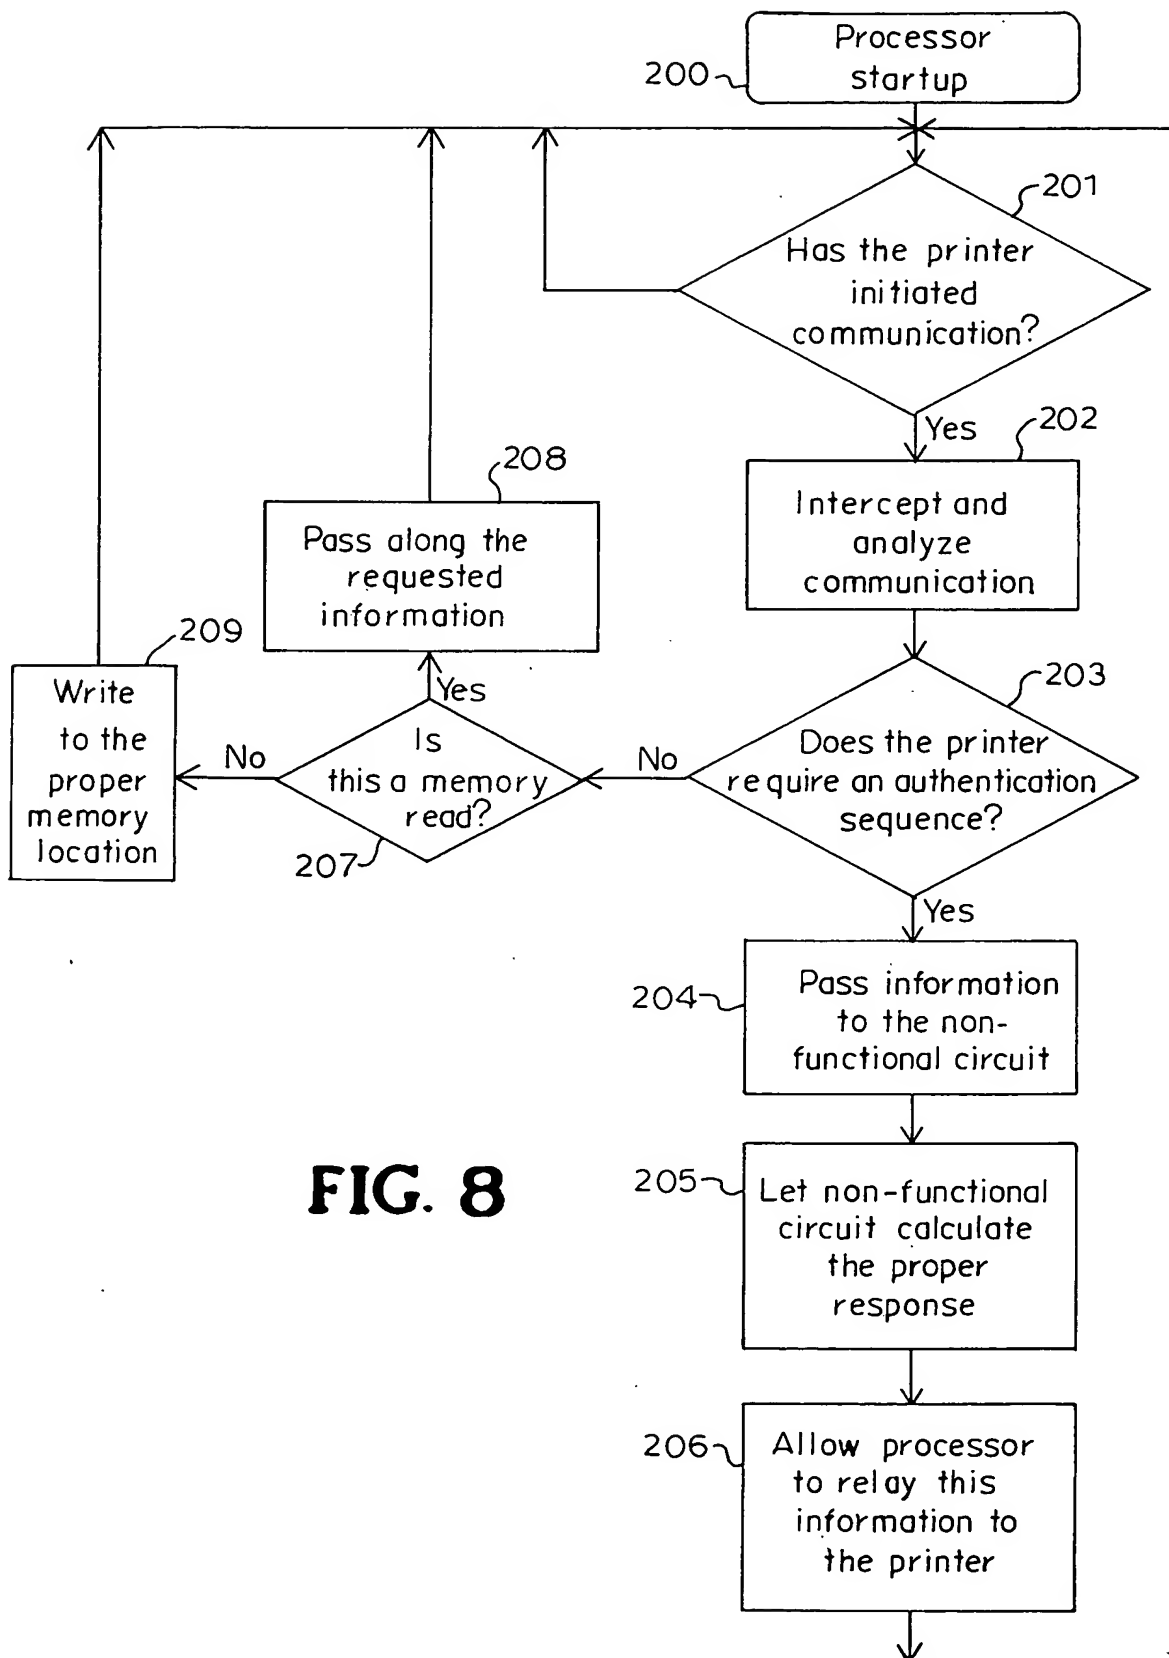 Processor
startup
200
201
Has the printer
initiated
communication?
Yes
202
Intercept and
analyze
communication
208
Pass along the
requested
information
209
Write
to the
proper
memory
location
Yes
203
No
Is
this a memory
read?
No
Does the printer
require an authentication
sequence?
207
Yes
204
Pass information
to the non-
functional circuit
FIG. 8
205
Let non-functional
circuit calculate
the proper
response
206
Allow processor
to relay this
information to
the printer